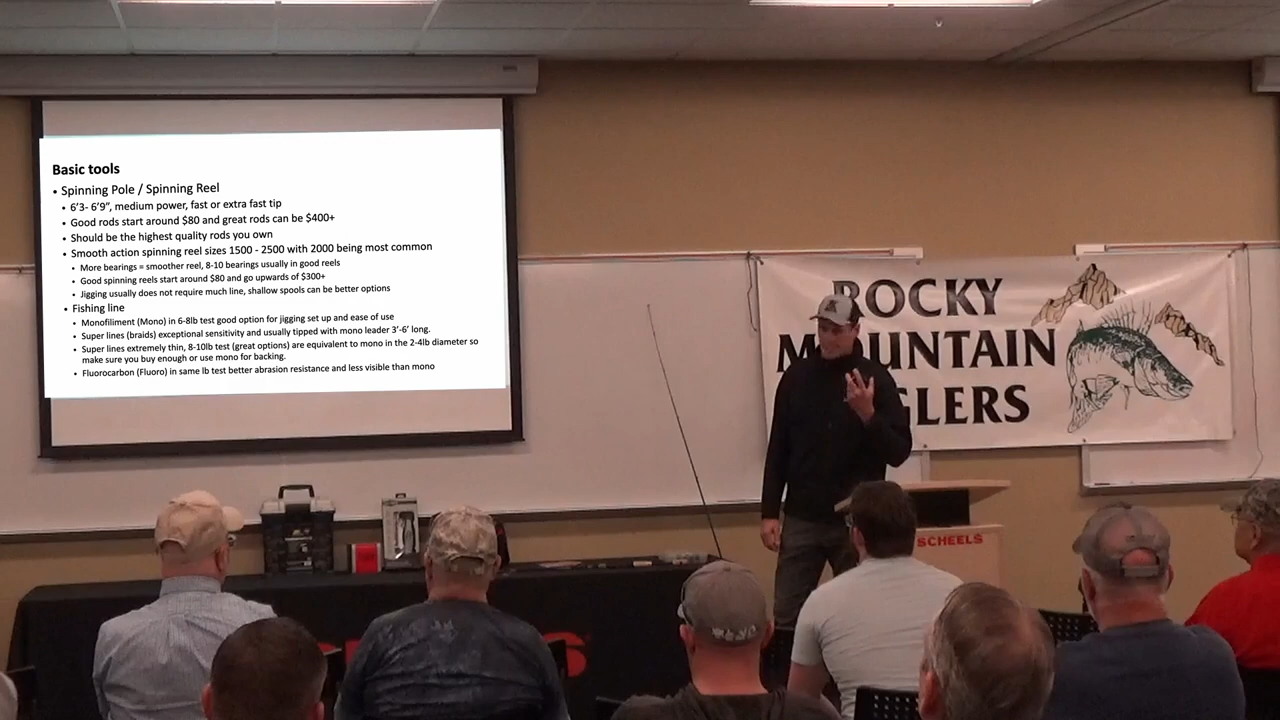 Basic tools
• Spinning Pole / Spinning Reel
• 6'3- 6'9", medium power, fast or extra fast tip
• Good rods start around $80 and great rods can be $400+
• Should be the highest quality rods you own
• Smooth action spinning reel sizes 1500 - 2500 with 2000 being most common
• More bearings = smoother reel, 8-10 bearings usually in good reels
• Good spinning reels start around $80 and go upwards of $300+
• Jigging usually does not require much line, shallow spools can be better options
• Fishing line
• Monofiliment (Mono) in 6-8lb test good option for jigging set up and ease of use
• Super lines (braids) exceptional sensitivity and usually tipped with mono leader 3'-6' long.
• Super lines extremely thin, 8-10lb test (great options) are equivalent to mono in the 2-4lb diameter so
make sure you buy enough or use mono for backing.
• Fluorocarbon (Fluoro) in same lb test better abrasion resistance and less visible than mono
ROCKY
M UNTAIN
GLERS
SCHEELS